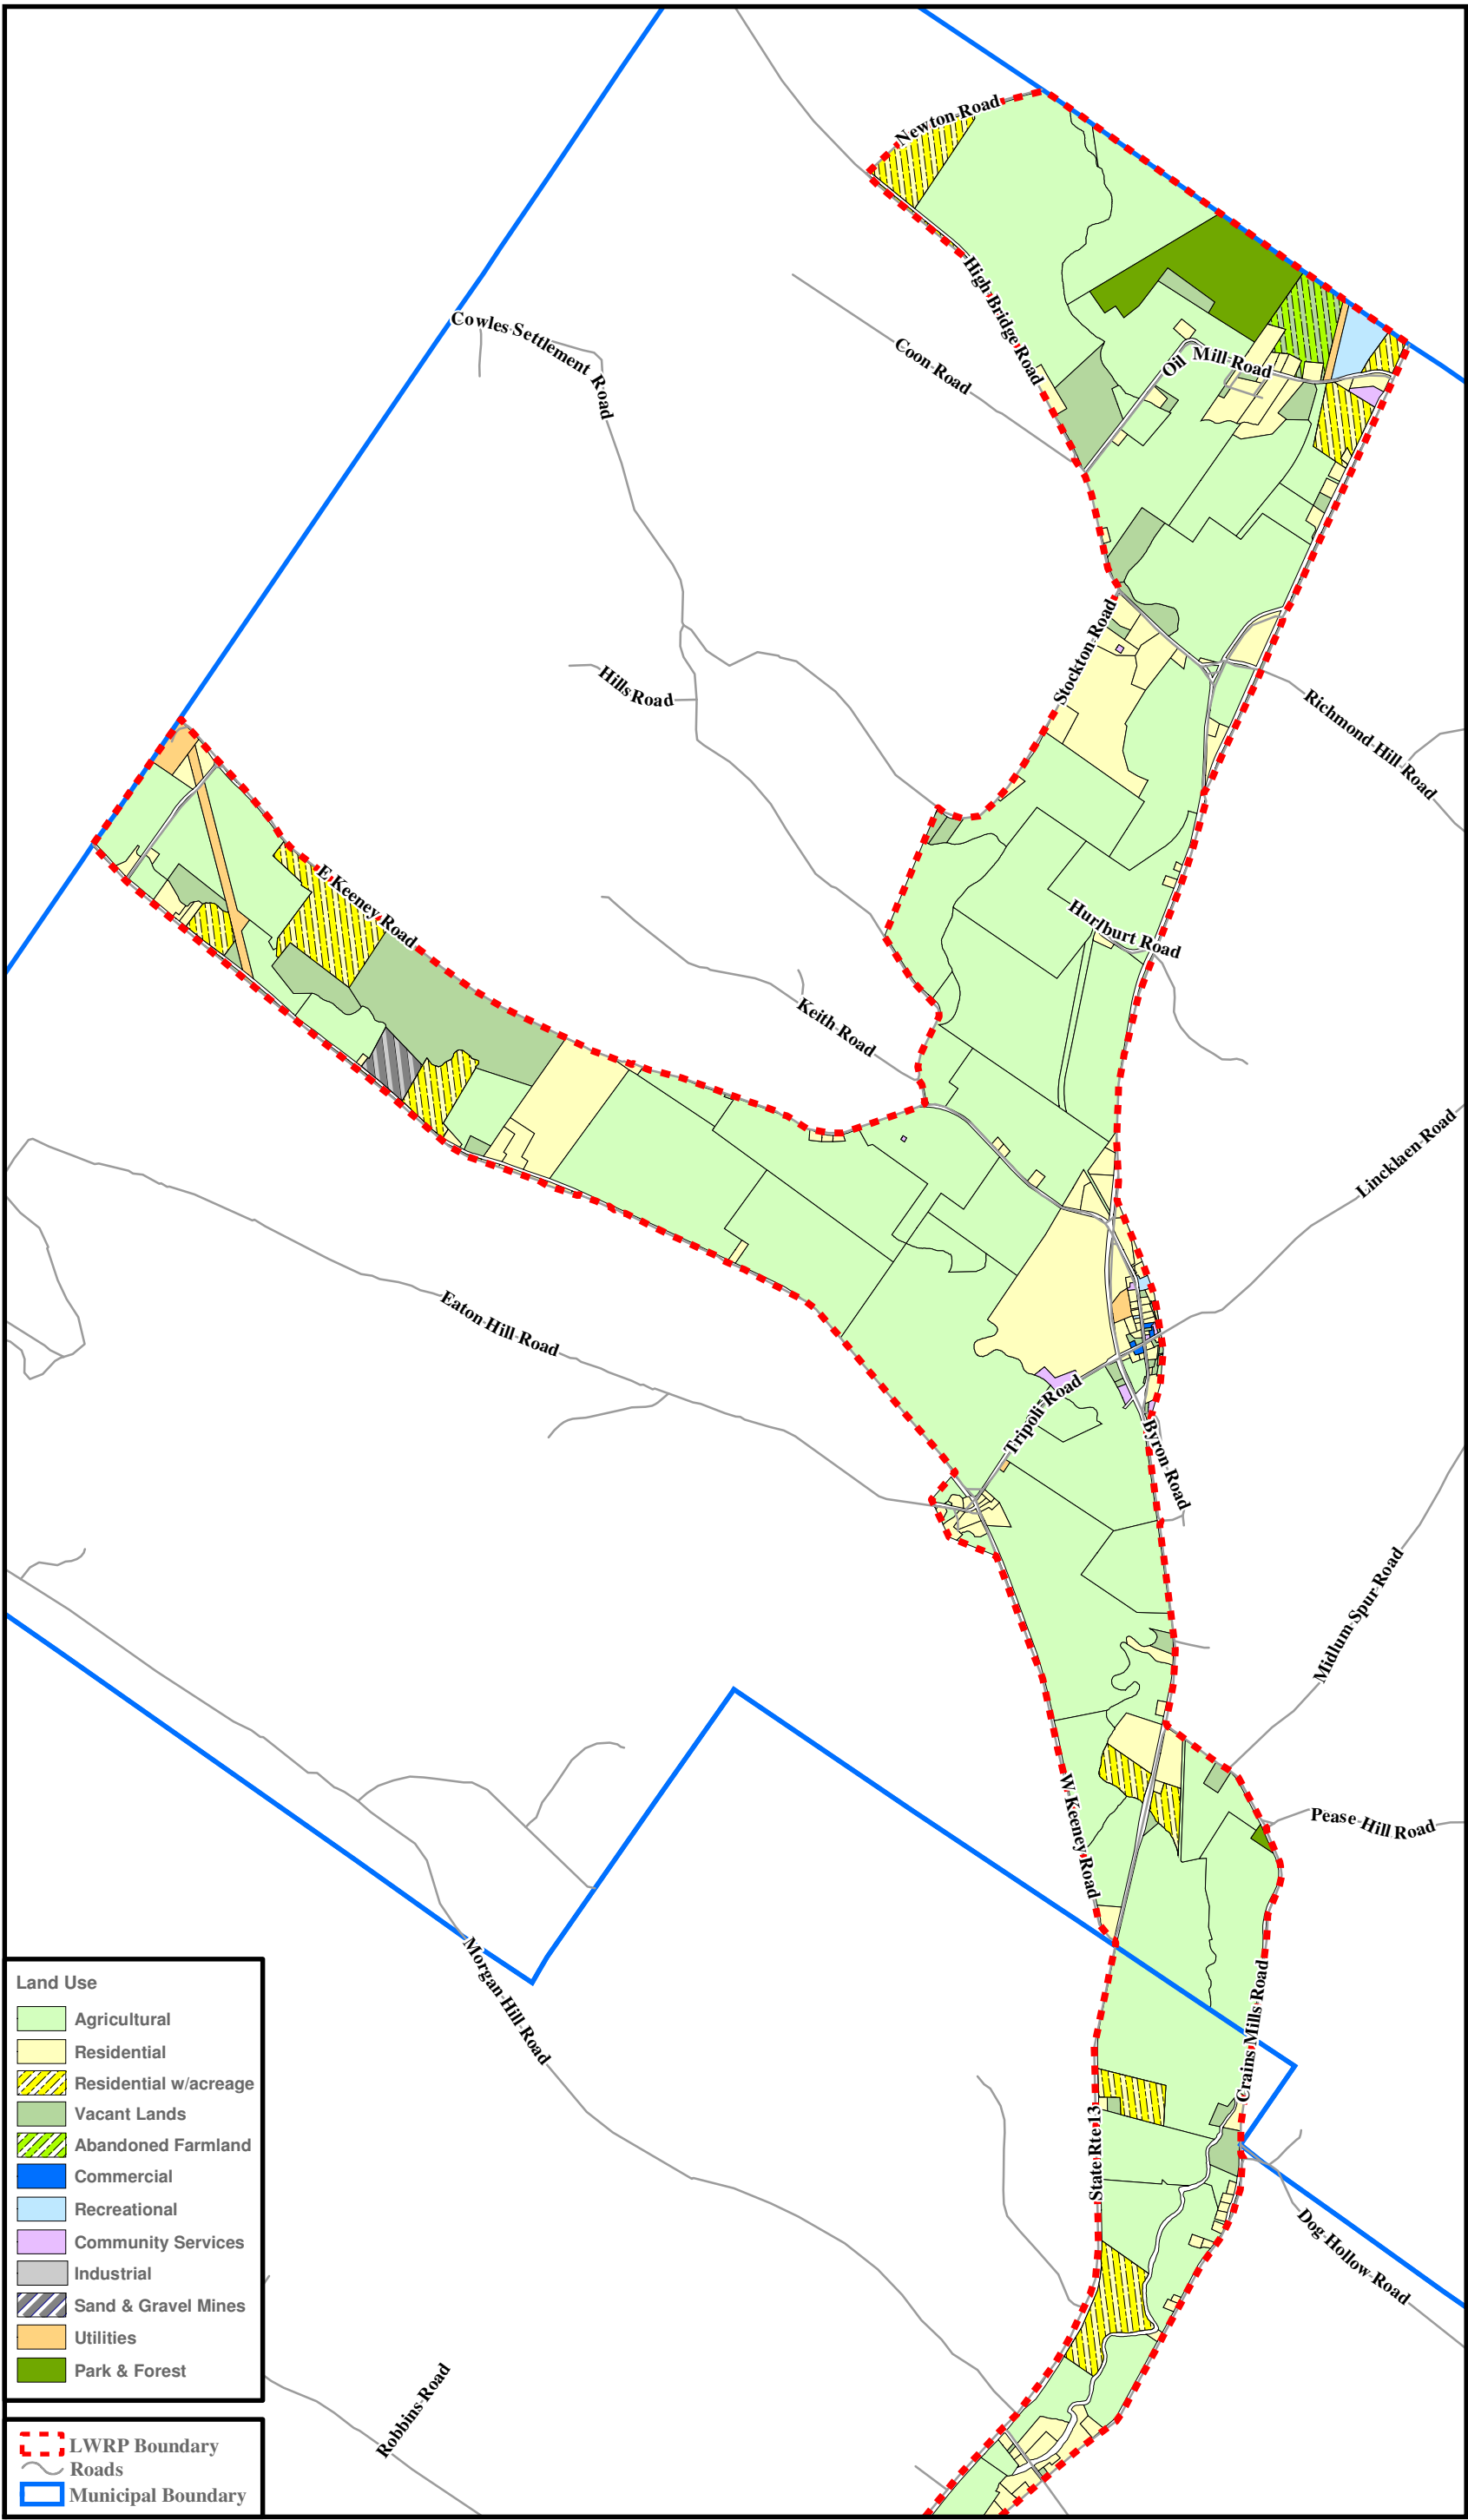 Newton Road
High Bridge Road
Cowles Settlement Road
Coon Road
Oil Mill Road
Stockton Road
Hills Road
Richmond Hill Road
E Keeney Road
Hurlburt Road
Keith Road
Lincklaen Road
Eaton Hill Road
Tripoli Road
Byron Road
Midlum Spur Road
W Keeney Road
Pease Hill Road
Morgan Hill Road
Crains Mills Road
State Rte 13
Dog Hollow Road
Robbins Road
Land Use
Agricultural
Residential
Residential w/acreage
Vacant Lands
Abandoned Farmland
Commercial
Recreational
Community Services
Industrial
Sand & Gravel Mines
Utilities
Park & Forest
LWRP Boundary
Roads
Municipal Boundary